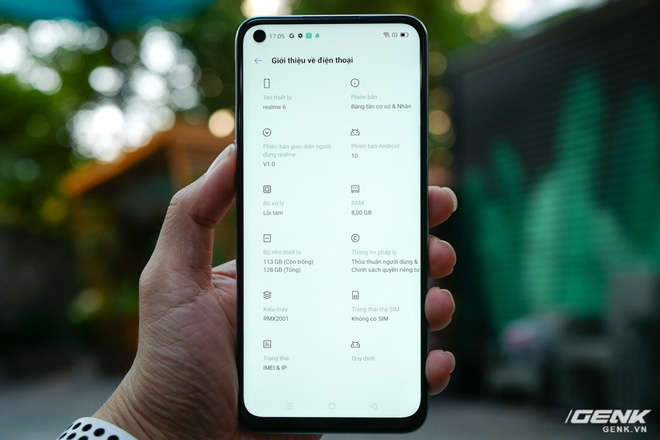 17:05 G 63
Giới thiệu về điện thoại
Tên thiết bị
realme 6
Phiên bản
Băng tần cơ sở & Nhân
Phiên bản giao diện người
dùng realme
V1.0
Phiên bản Android
10
Bộ xử lý
Lõi tám
RAM
8,00 GB
Bộ nhớ thiết bị
113 GB (Còn trống)
128 GB (Tổng)
Thông tin pháp lý
Thỏa thuận người dùng &
Chính sách quyền riêng tư
Kiểu máy
RMX2001
Trạng thái thẻ SIM
Không có SIM
Trạng thái
IMEI & IP
Quy định
GENK
GENK.VN